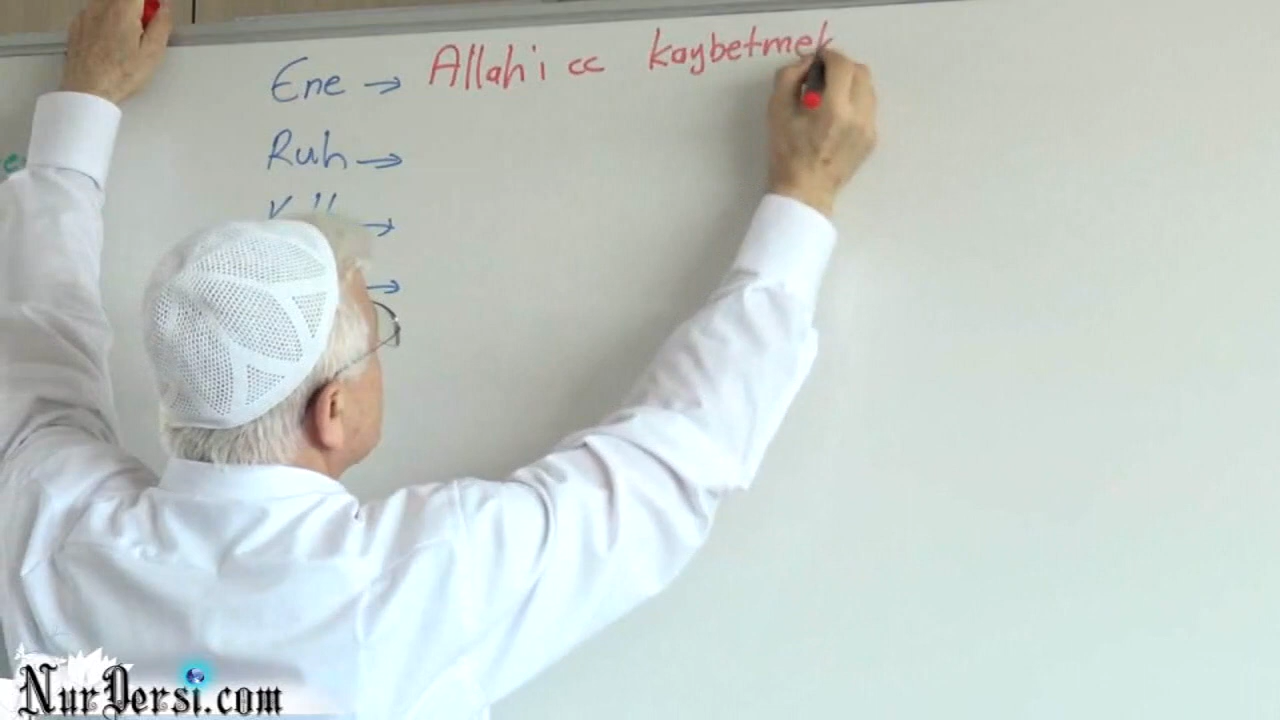 Ene → Allah'ı cc kaybetmek
Ruh →
→
→
NurDersi.com